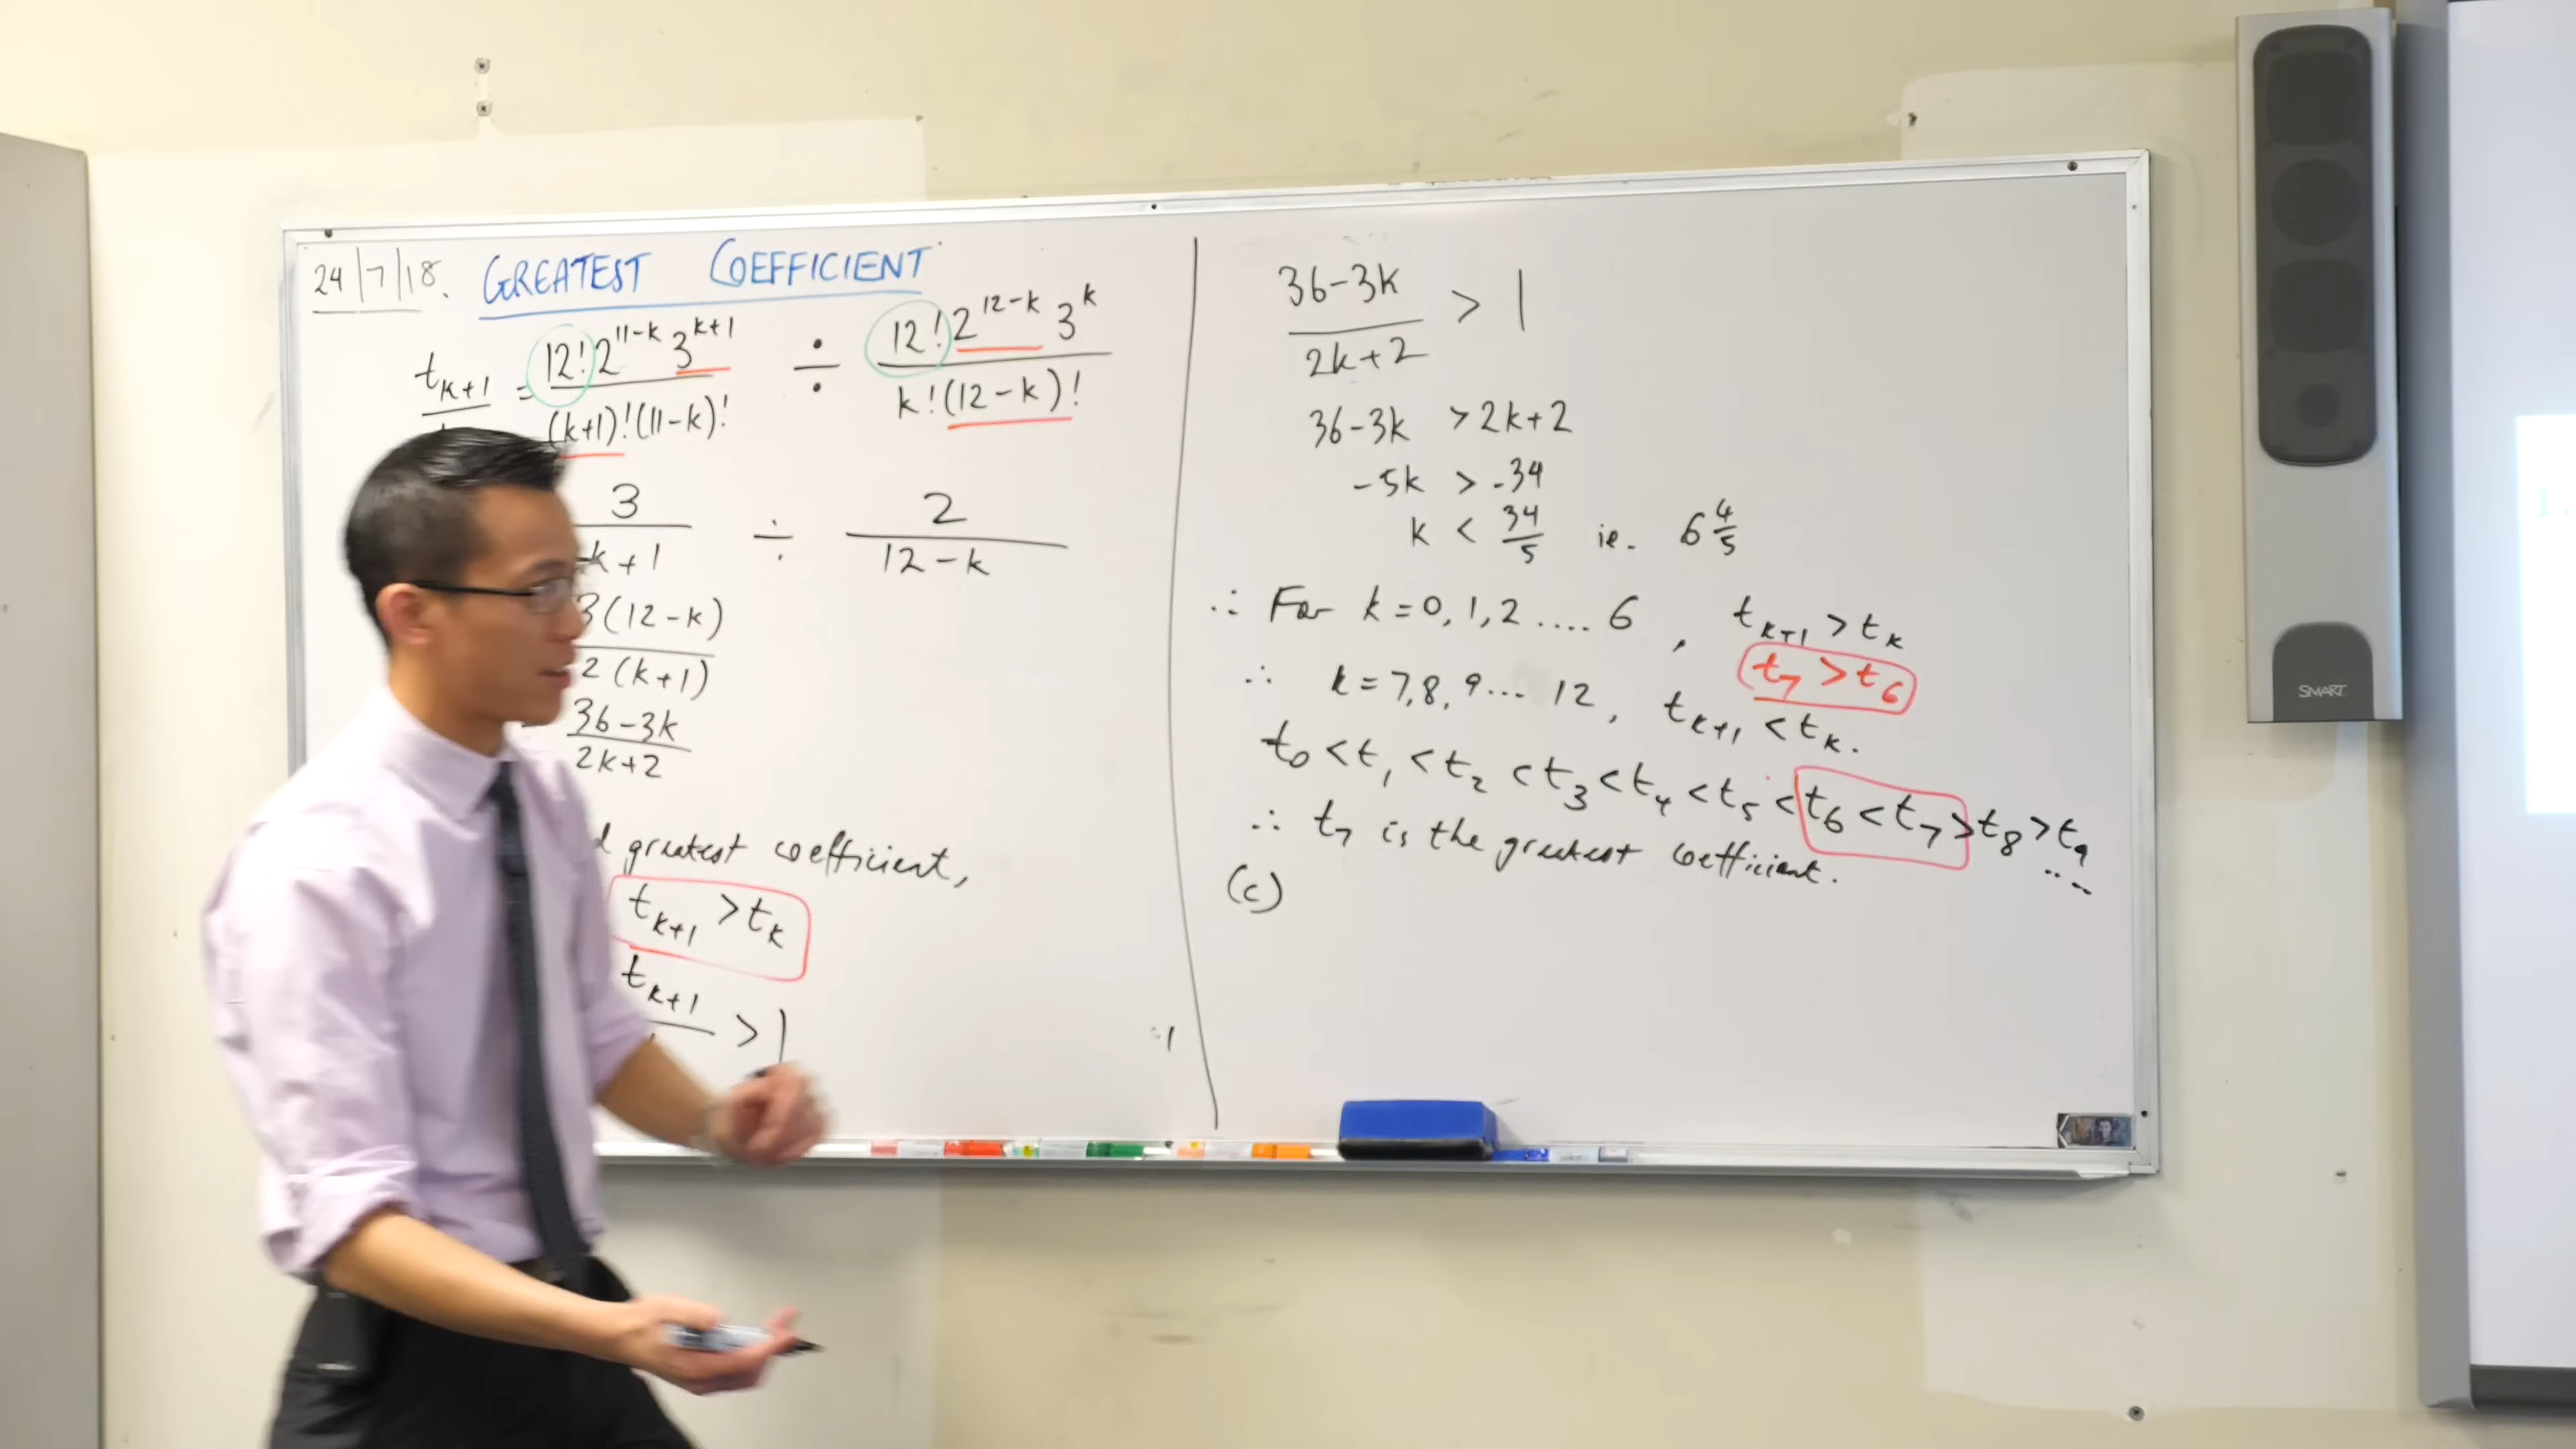 24/7/18. GREATEST COEFFICIENT
t_{k+1} = 12! 2^{11-k} 3^{k+1} / (k+1)! (11-k)! ÷ 12! 2^{12-k} 3^k / k! (12-k)!
3 / k+1 ÷ 2 / 12-k
3(12-k) / 2(k+1)
36-3k / 2k+2
greatest coefficient,
t_{k+1} > t_k
t_{k+1} > 1
36-3k / 2k+2 > 1
36-3k > 2k+2
-5k > -34
k < 34/5 ie. 6 4/5
∴ For k = 0, 1, 2 .... 6 , t_{k+1} > t_k
t_7 > t_6
∴ k = 7, 8, 9 ... 12 , t_{k+1} < t_k.
t_0 < t_1 < t_2 < t_3 < t_4 < t_5 < t_6 < t_7 > t_8 > t_9 ...
∴ t_7 is the greatest coefficient.
(c)
SMART